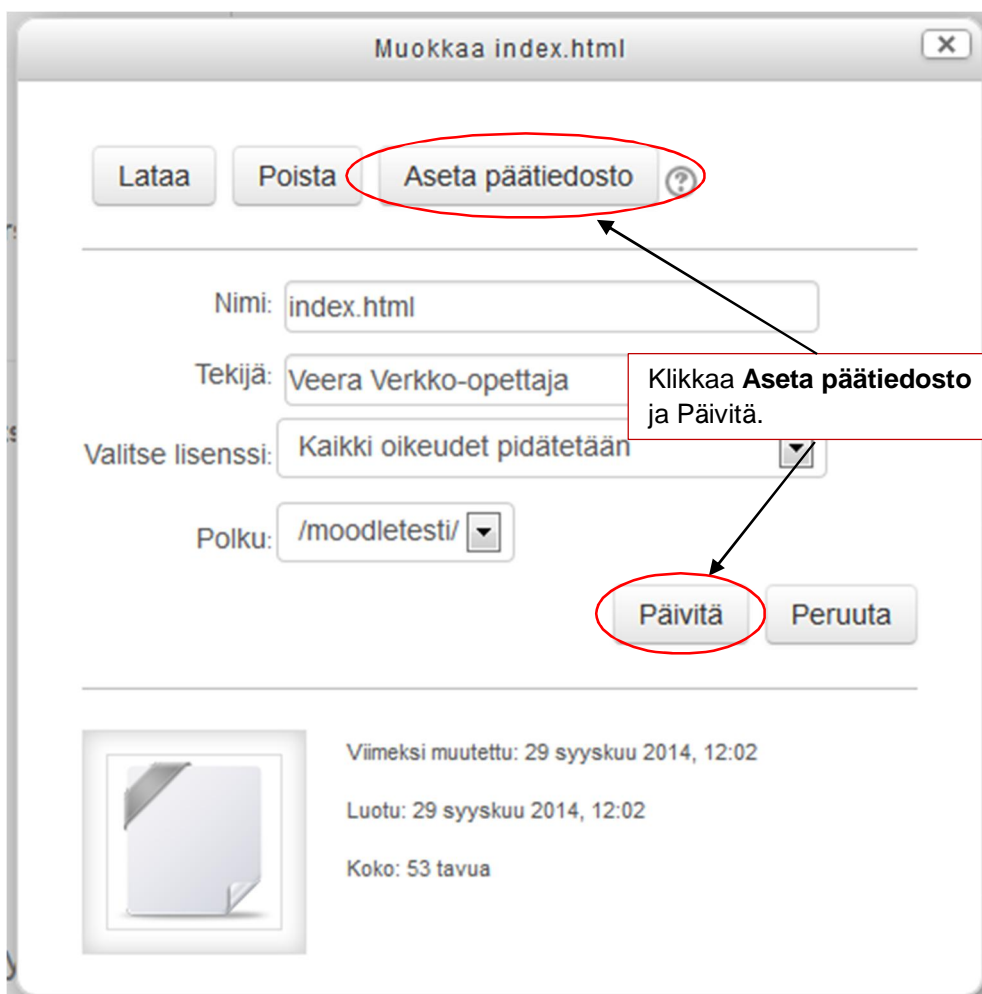 Muokkaa index.html
Lataa Poista Aseta päätiedosto
Nimi: index.html
Tekijä: Veera Verkko-opettaja
Klikkaa Aseta päätiedosto
ja Päivitä.
Valitse lisenssi: Kaikki oikeudet pidätetään
Polku: /moodletesti/
Päivitä Peruuta
Viimeksi muutettu: 29 syyskuu 2014, 12:02
Luotu: 29 syyskuu 2014, 12:02
Koko: 53 tavua